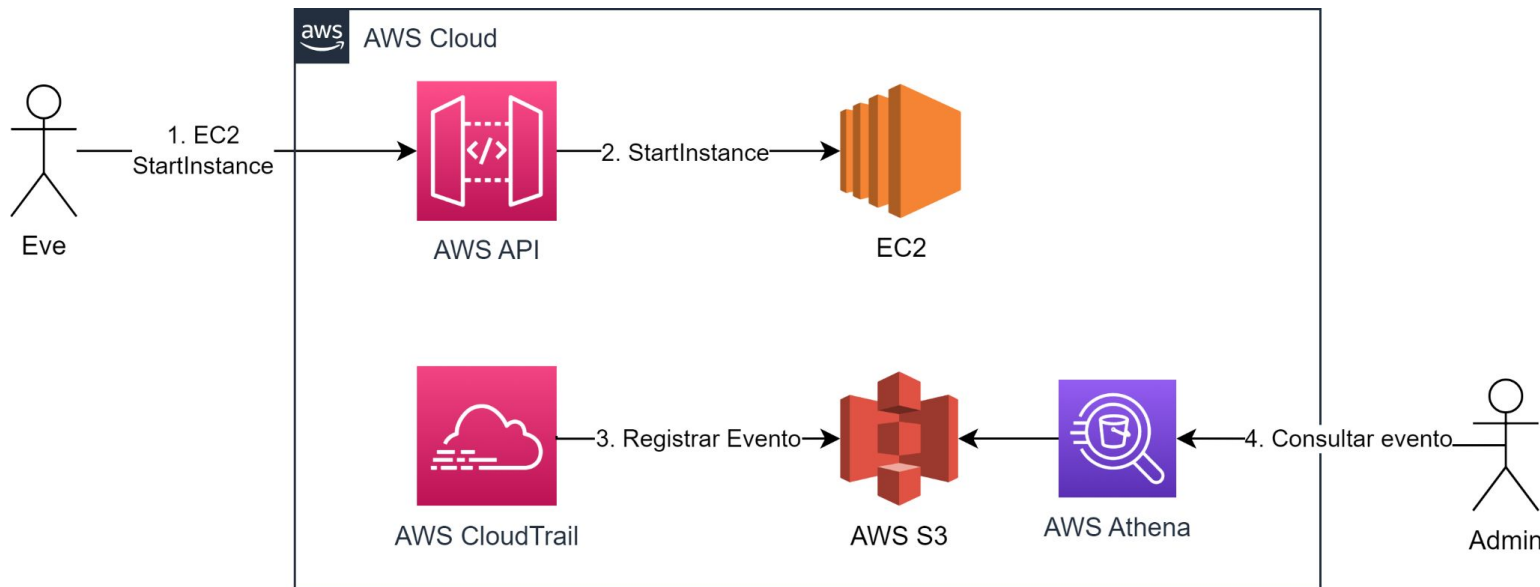 aws
AWS Cloud
1. EC2
StartInstance
2. StartInstance
Eve
AWS API
EC2
3. Registrar Evento
4. Consultar evento
AWS CloudTrail
AWS S3
AWS Athena
Admin